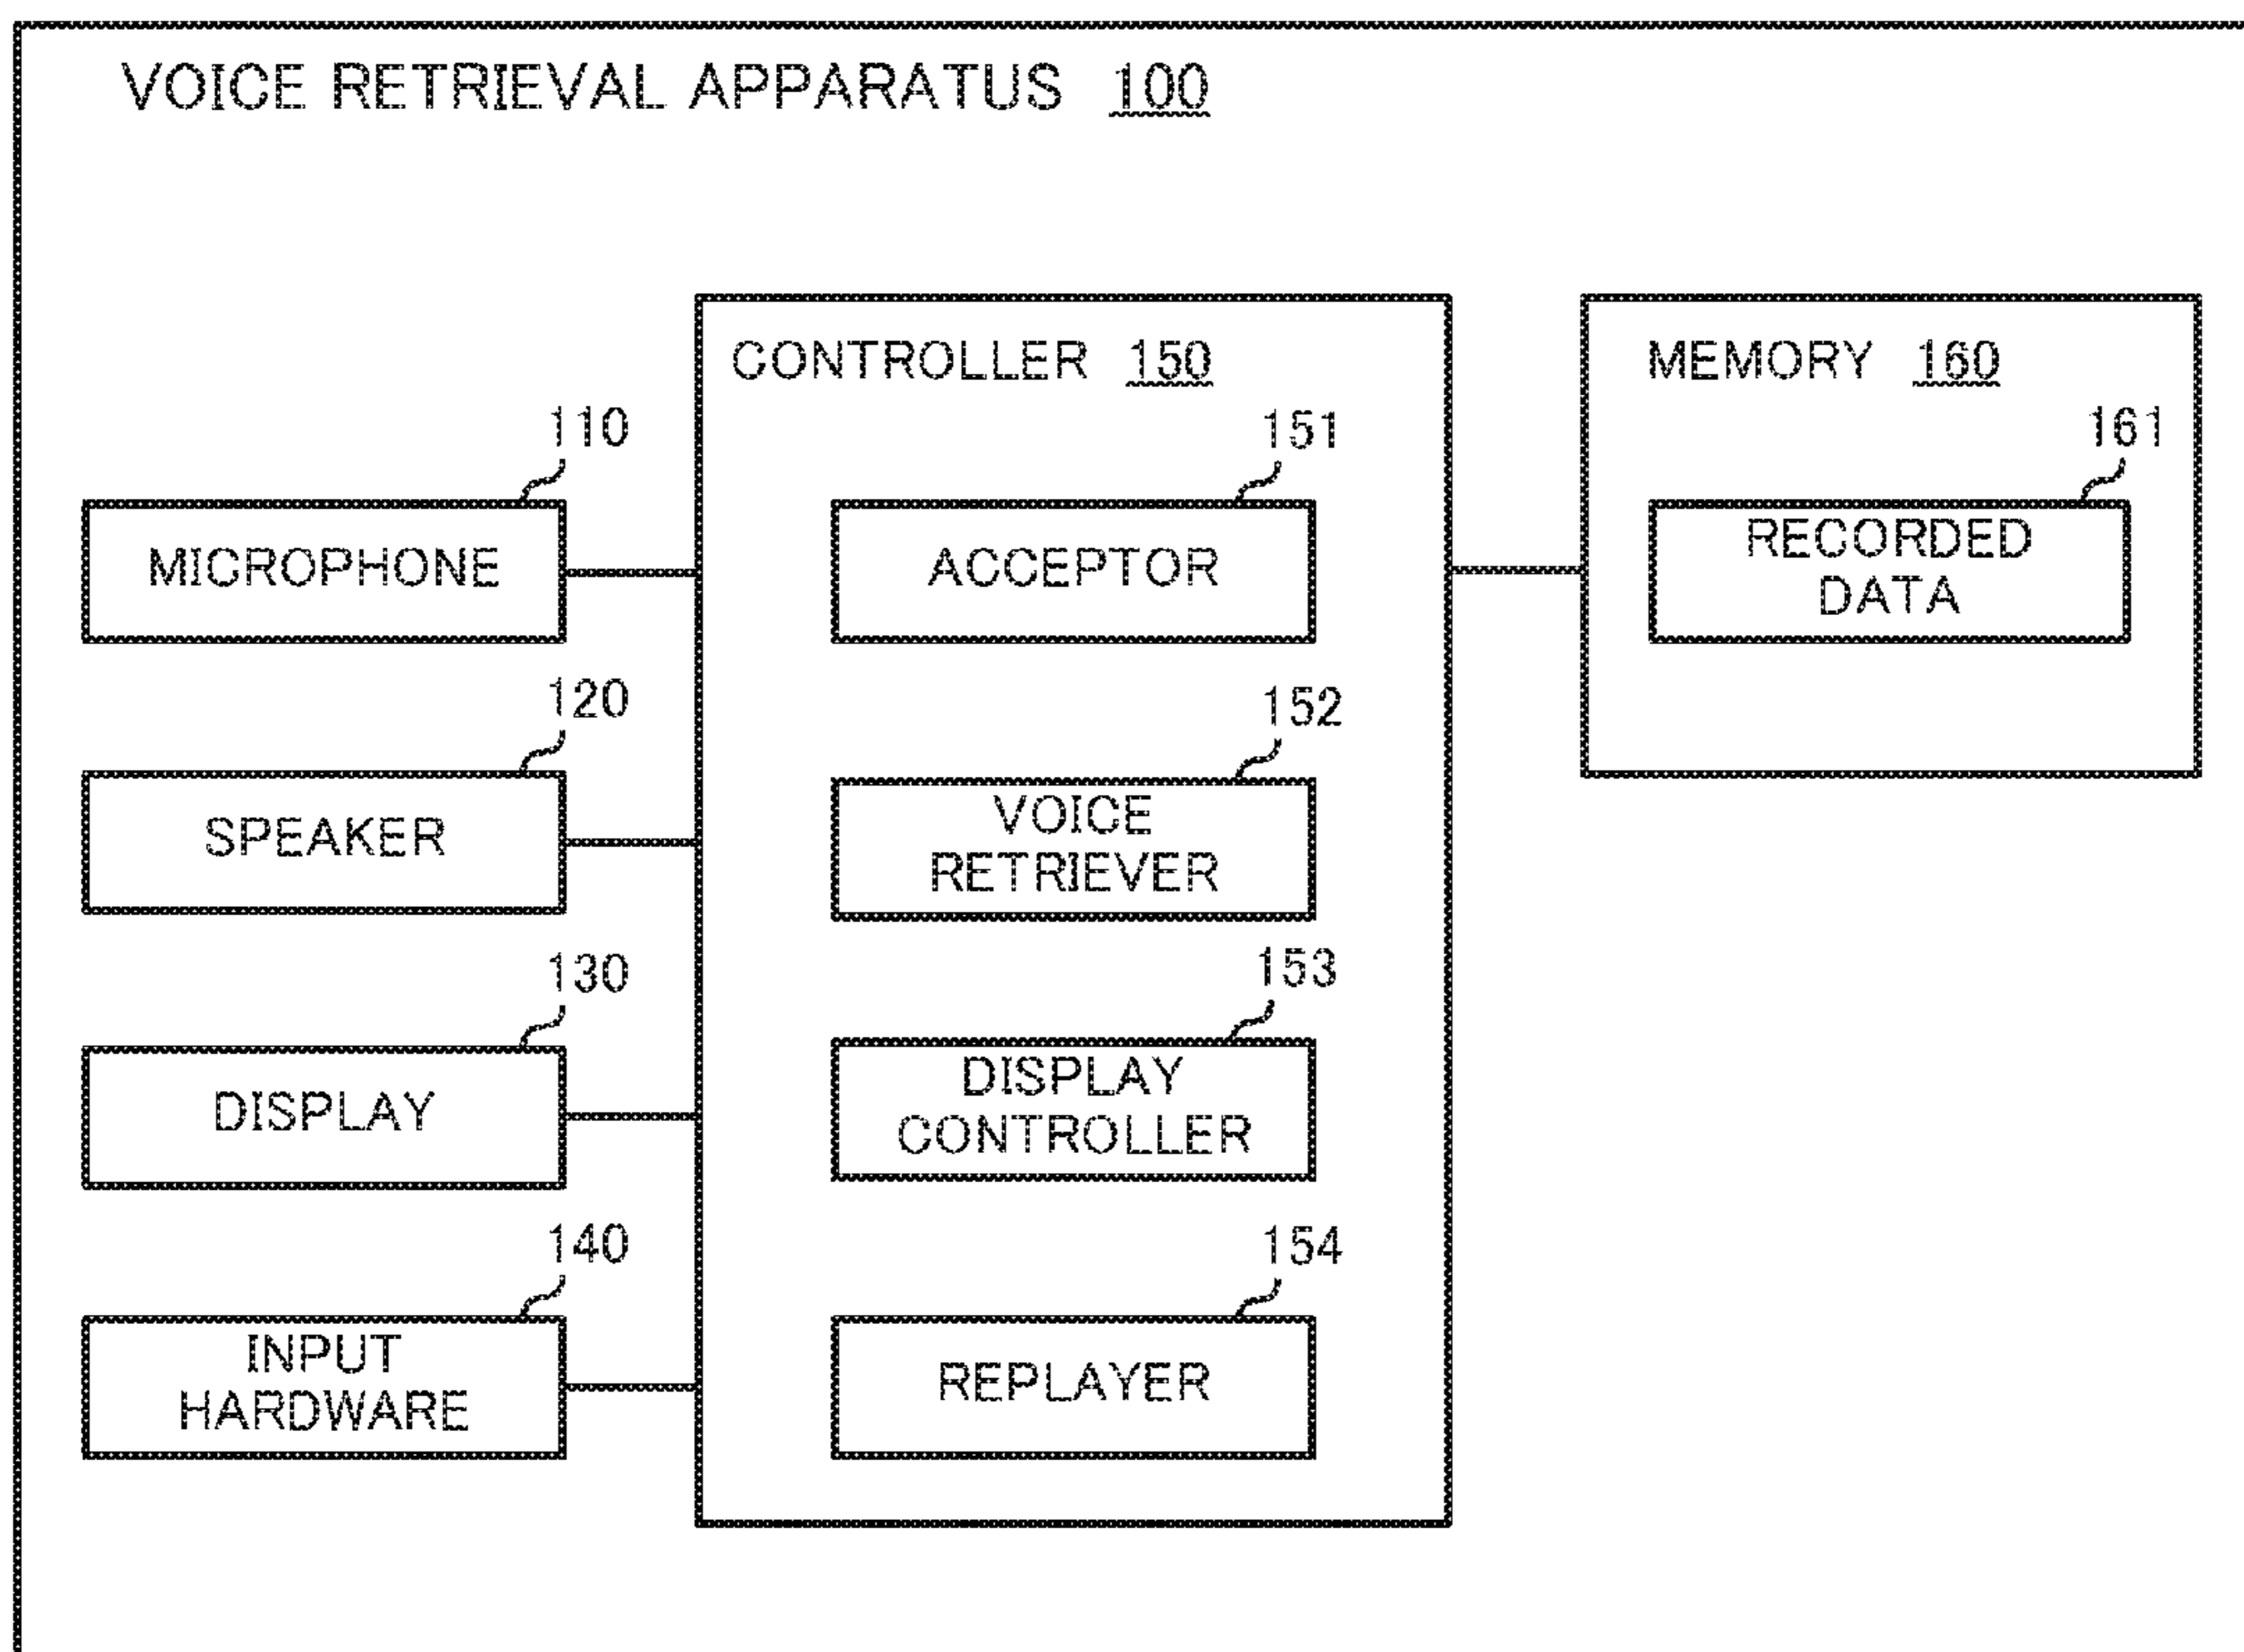 VOICE RETRIEVAL APPARATUS 100
CONTROLLER 150
MEMORY 160
110
MICROPHONE
120
SPEAKER
130
DISPLAY
140
INPUT
HARDWARE
151
ACCEPTOR
152
VOICE
RETRIEVER
153
DISPLAY
CONTROLLER
154
REPLAYER
161
RECORDED
DATA